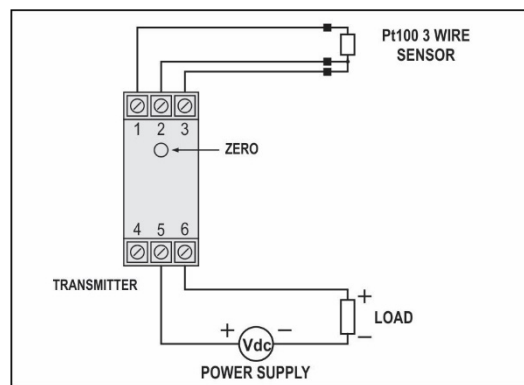 Pt100 3 WIRE
SENSOR
1 2 3
ZERO
4 5 6
TRANSMITTER
+
LOAD
+ Vdc − −
POWER SUPPLY